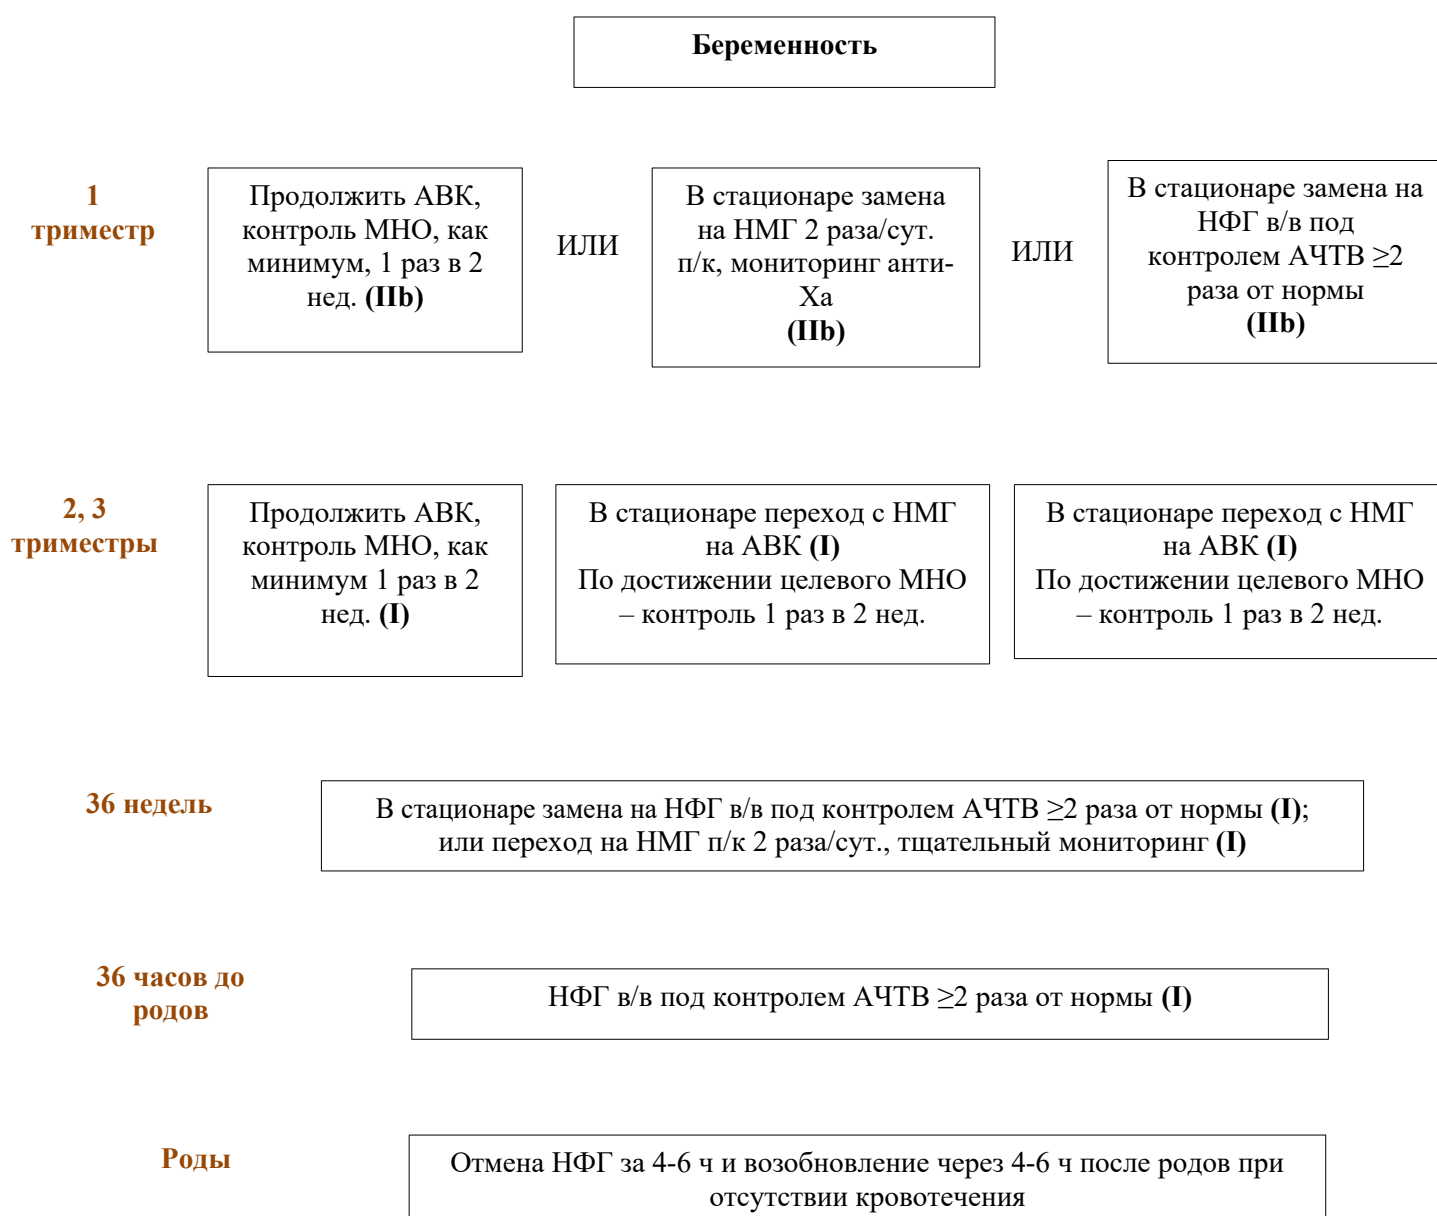 Беременность
1
триместр
Продолжить АВК,
контроль МНО, как
минимум, 1 раз в 2
нед. (IIb)
ИЛИ
В стационаре замена
на НМГ 2 раза/сут.
п/к, мониторинг анти-
Ха
(IIb)
ИЛИ
В стационаре замена на
НФГ в/в под
контролем АЧТВ ≥2
раза от нормы
(IIb)
2, 3
триместры
Продолжить АВК,
контроль МНО, как
минимум 1 раз в 2
нед. (I)
В стационаре переход с НМГ
на АВК (I)
По достижении целевого МНО
– контроль 1 раз в 2 нед.
В стационаре переход с НМГ
на АВК (I)
По достижении целевого МНО
– контроль 1 раз в 2 нед.
36 недель
В стационаре замена на НФГ в/в под контролем АЧТВ ≥2 раза от нормы (I);
или переход на НМГ п/к 2 раза/сут., тщательный мониторинг (I)
36 часов до
родов
НФГ в/в под контролем АЧТВ ≥2 раза от нормы (I)
Роды
Отмена НФГ за 4-6 ч и возобновление через 4-6 ч после родов при
отсутствии кровотечения